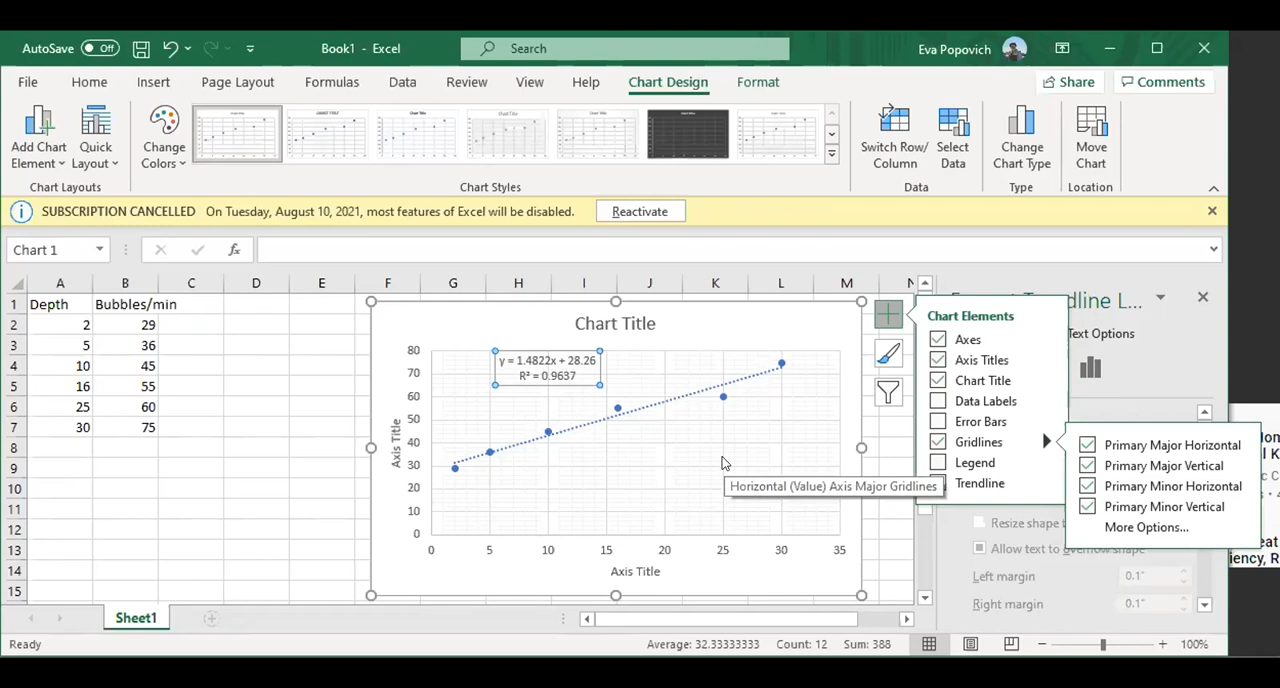 AutoSave Off Book1 - Excel Search Eva Popovich
File Home Insert Page Layout Formulas Data Review View Help Chart Design Format Share Comments
Add Chart Element Quick Layout Change Colors Switch Row/Column Select Data Change Chart Type Move Chart
Chart Layouts Chart Styles Data Type Location
SUBSCRIPTION CANCELLED On Tuesday, August 10, 2021, most features of Excel will be disabled. Reactivate
Chart 1 fx
A B C D E F G H I J K L M N
1 Depth Bubbles/min
2 2 29
3 5 36
4 10 45
5 16 55
6 25 60
7 30 75
8
9
10
11
12
13
14
15
Chart Title
y = 1.4822x + 28.26
R² = 0.9637
80
70
60
50
40
30
20
10
0
0 5 10 15 20 25 30 35
Axis Title
Axis Title
Horizontal (Value) Axis Major Gridlines
Chart Elements
Axes
Axis Titles
Chart Title
Data Labels
Error Bars
Gridlines
Legend
Trendline
Primary Major Horizontal
Primary Major Vertical
Primary Minor Horizontal
Primary Minor Vertical
More Options...
Text Options
Resize shape
Allow text to overflow shape
Left margin 0.1"
Right margin 0.1"
Sheet1
Ready Average: 32.33333333 Count: 12 Sum: 388 100%